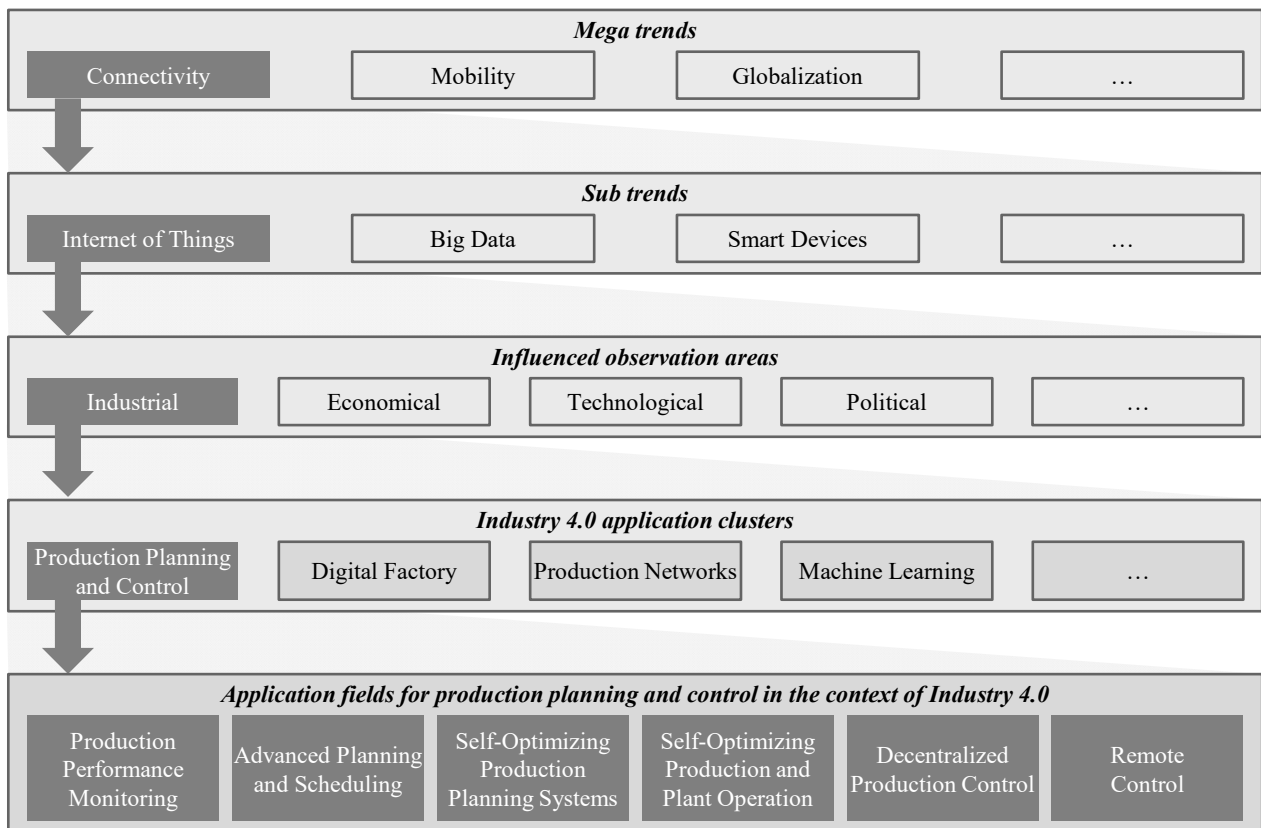 Mega trends
Connectivity
Mobility
Globalization
…
Sub trends
Internet of Things
Big Data
Smart Devices
…
Influenced observation areas
Industrial
Economical
Technological
Political
…
Industry 4.0 application clusters
Production Planning
and Control
Digital Factory
Production Networks
Machine Learning
…
Application fields for production planning and control in the context of Industry 4.0
Production
Performance
Monitoring
Advanced Planning
and Scheduling
Self-Optimizing
Production
Planning Systems
Self-Optimizing
Production and
Plant Operation
Decentralized
Production Control
Remote
Control